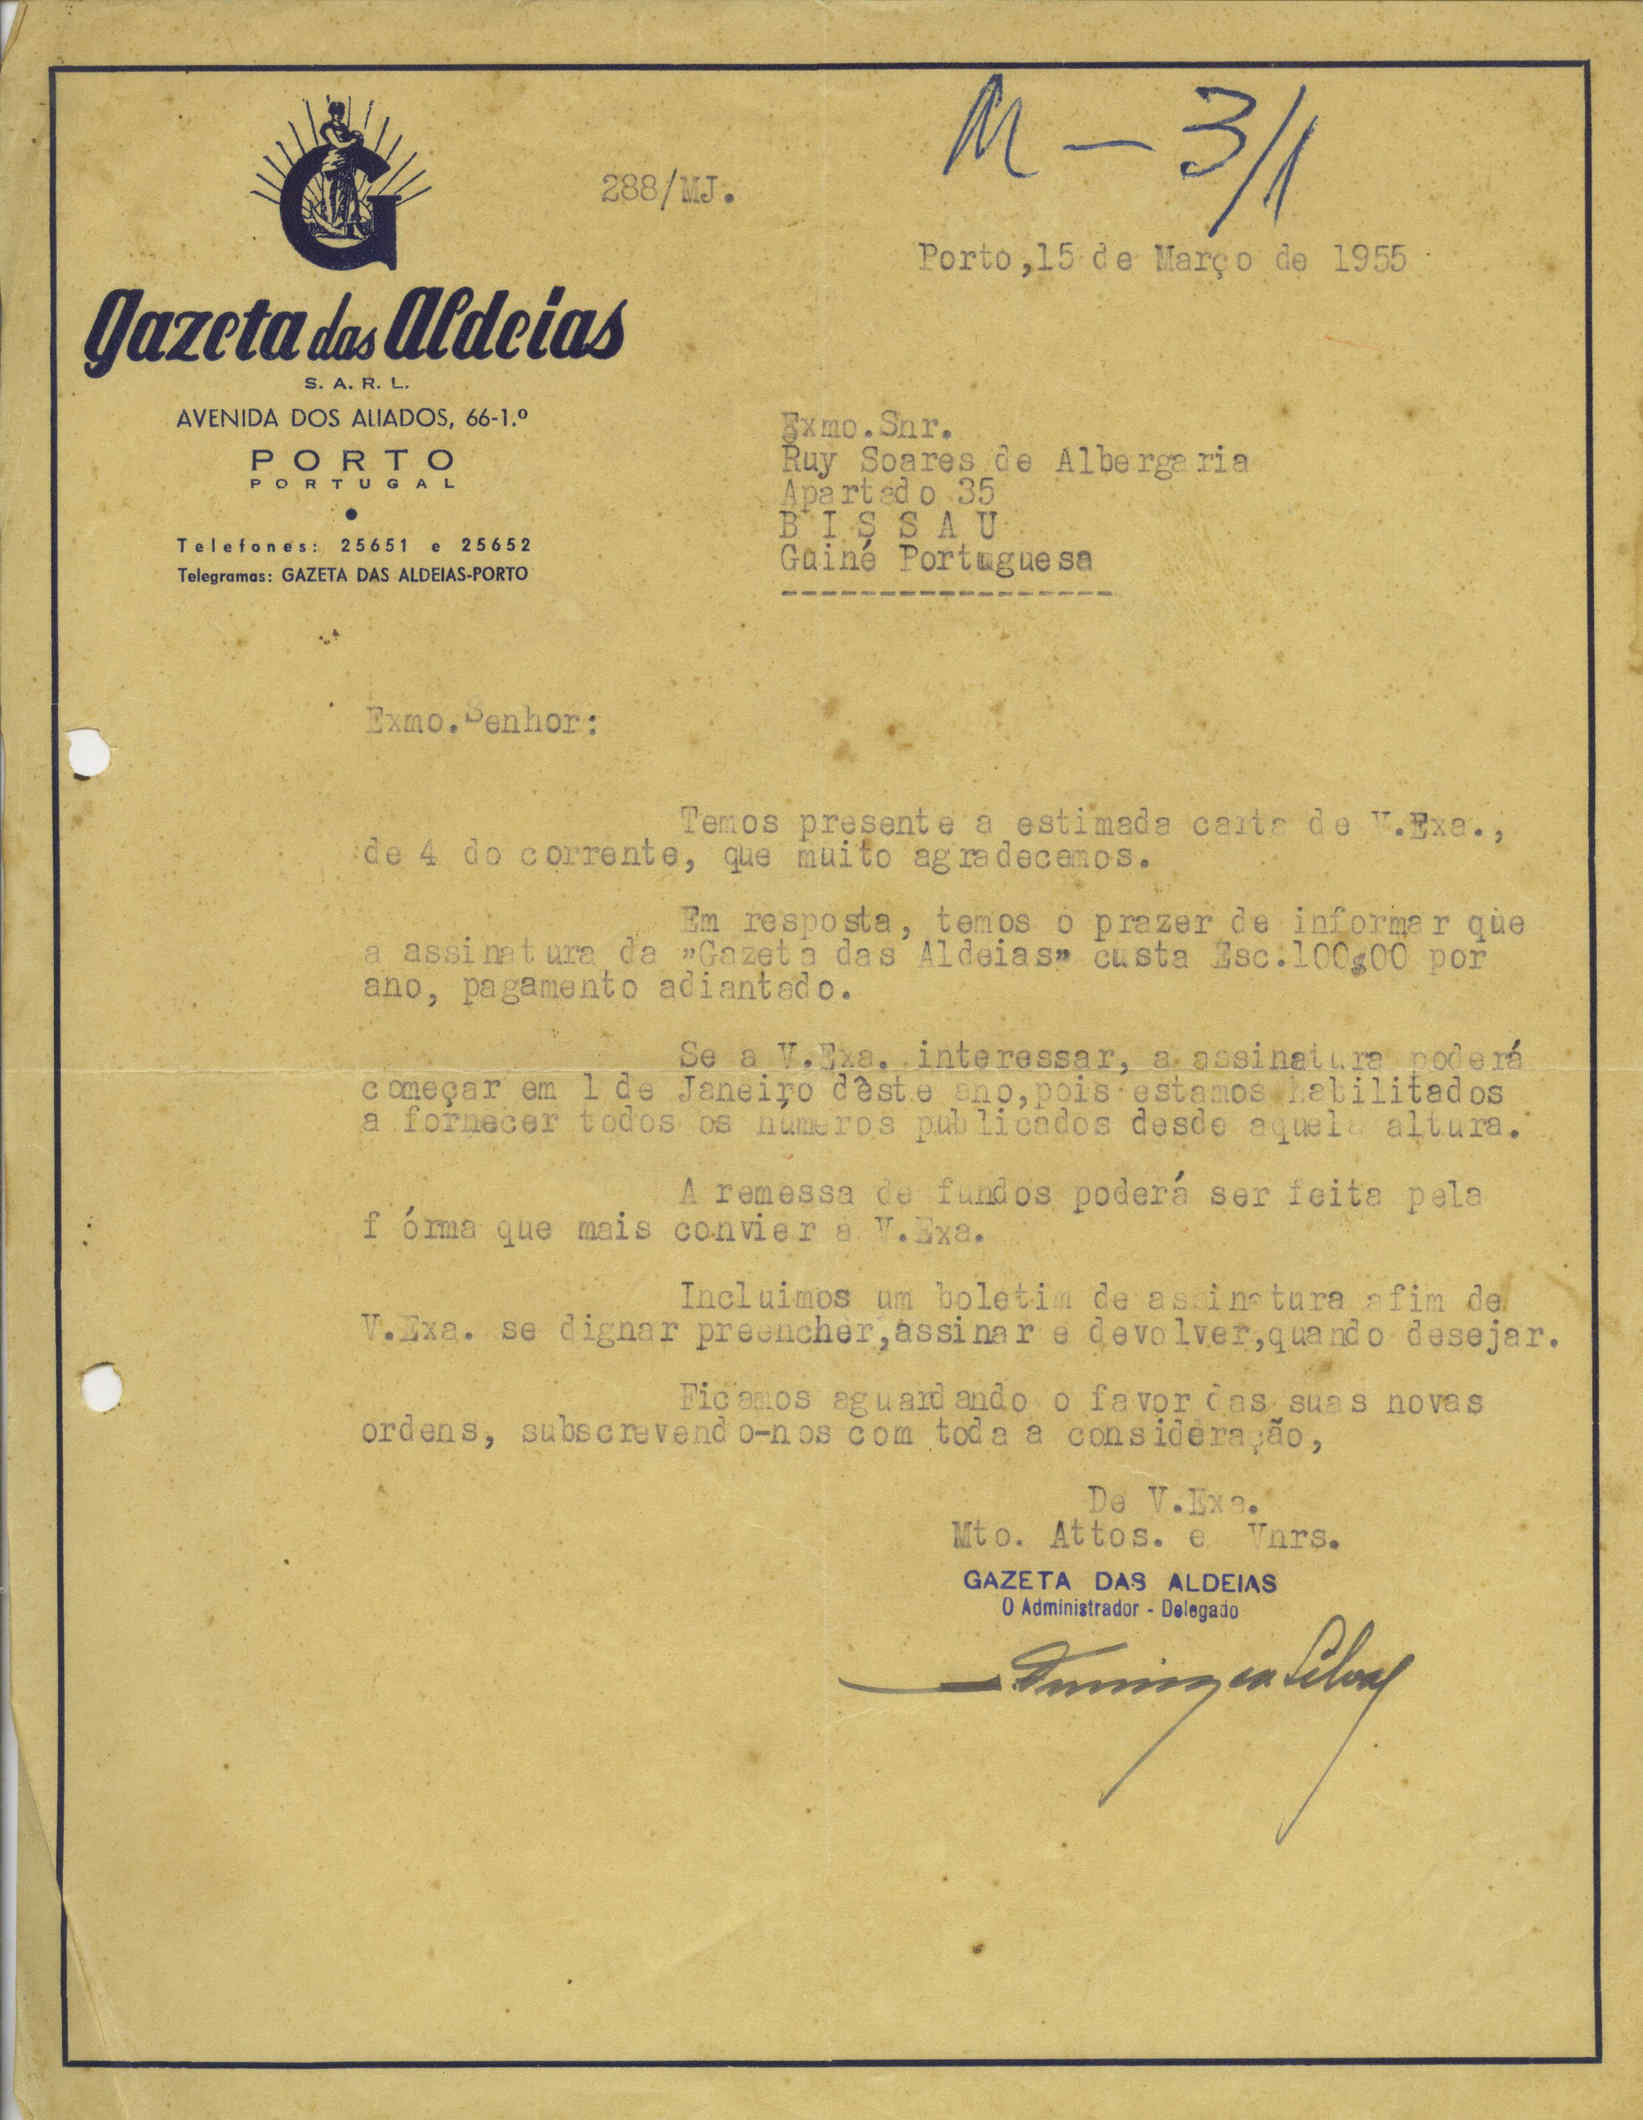 M - 3/1
288/MJ.
Porto,15 de Março de 1955
G
Gazeta das Aldeias
S. A. R. L.
AVENIDA DOS ALIADOS, 66-1.º
PORTO
PORTUGAL
Telefones: 25651 e 25652
Telegramas: GAZETA DAS ALDEIAS-PORTO
Exmo.Snr.
Ruy Soares de Albergaria
Apartado 35
B I S S A U
Guiné Portuguesa
-----------------
Exmo.Senhor:
Temos presente a estimada carta de V.Exa.,
de 4 do corrente, que muito agradecemos.
Em resposta, temos o prazer de informar que
a assinatura da "Gazeta das Aldeias" custa Esc:100$00 por
ano, pagamento adiantado.
Se a V.Exa. interessar, a assinatura poderá
começar em 1 de Janeiro dêste ano,pois estamos habilitados
a fornecer todos os números publicados desde aquela altura.
A remessa de fundos poderá ser feita pela
f órma que mais convier a V.Exa.
Incluimos um boletim de assinatura afim de
V.Exa. se dignar preencher,assinar e devolver,quando desejar.
Ficamos aguardando o favor das suas novas
ordens, subscrevendo-nos com toda a consideração,
De V.Exa.
Mto. Attos. e Vnrs.
GAZETA DAS ALDEIAS
O Administrador - Delegado